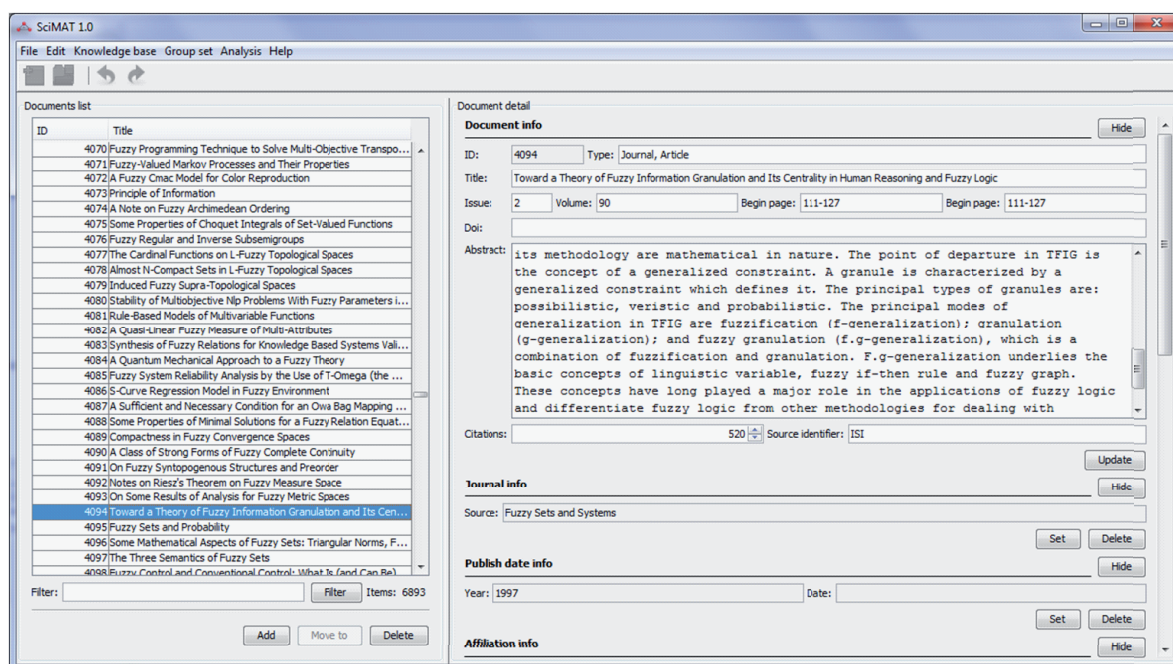 SciMAT 1.0
File Edit Knowledge base Group set Analysis Help
Documents list
ID Title
4070 Fuzzy Programming Technique to Solve Multi-Objective Transpo...
4071 Fuzzy-Valued Markov Processes and Their Properties
4072 A Fuzzy Cmac Model for Color Reproduction
4073 Principle of Information
4074 A Note on Fuzzy Archimedean Ordering
4075 Some Properties of Choquet Integrals of Set-Valued Functions
4076 Fuzzy Regular and Inverse Subsemigroups
4077 The Cardinal Functions on L-Fuzzy Topological Spaces
4078 Almost N-Compact Sets in L-Fuzzy Topological Spaces
4079 Induced Fuzzy Supra-Topological Spaces
4080 Stability of Multiobjective Nlp Problems With Fuzzy Parameters i...
4081 Rule-Based Models of Multivariable Functions
4082 A Quasi-Linear Fuzzy Measure of Multi-Attributes
4083 Synthesis of Fuzzy Relations for Knowledge Based Systems Vali...
4084 A Quantum Mechanical Approach to a Fuzzy Theory
4085 Fuzzy System Reliability Analysis by the Use of T-Omega (the ...
4086 S-Curve Regression Model in Fuzzy Environment
4087 A Sufficient and Necessary Condition for an Owa Bag Mapping ...
4088 Some Properties of Minimal Solutions for a Fuzzy Relation Equat...
4089 Compactness in Fuzzy Convergence Spaces
4090 A Class of Strong Forms of Fuzzy Complete Continuity
4091 On Fuzzy Syntopogenous Structures and Preorder
4092 Notes on Riesz's Theorem on Fuzzy Measure Space
4093 On Some Results of Analysis for Fuzzy Metric Spaces
4094 Toward a Theory of Fuzzy Information Granulation and Its Cen...
4095 Fuzzy Sets and Probability
4096 Some Mathematical Aspects of Fuzzy Sets: Triangular Norms, F...
4097 The Three Semantics of Fuzzy Sets
4098 Fuzzy Control and Conventional Control: What Is (and Can Be)
Filter: Filter Items: 6893
Add Move to Delete
Document detail
Document info Hide
ID: 4094 Type: Journal, Article
Title: Toward a Theory of Fuzzy Information Granulation and Its Centrality in Human Reasoning and Fuzzy Logic
Issue: 2 Volume: 90 Begin page: 111-127 Begin page: 111-127
Doi:
Abstract: its methodology are mathematical in nature. The point of departure in TFIG is
the concept of a generalized constraint. A granule is characterized by a
generalized constraint which defines it. The principal types of granules are:
possibilistic, veristic and probabilistic. The principal modes of
generalization in TFIG are fuzzification (f-generalization); granulation
(g-generalization); and fuzzy granulation (f.g-generalization), which is a
combination of fuzzification and granulation. F.g-generalization underlies the
basic concepts of linguistic variable, fuzzy if-then rule and fuzzy graph.
These concepts have long played a major role in the applications of fuzzy logic
and differentiate fuzzy logic from other methodologies for dealing with
Citations: 520 Source identifier: ISI
Update
Journal info Hide
Source: Fuzzy Sets and Systems
Set Delete
Publish date info Hide
Year: 1997 Date:
Set Delete
Affiliation info Hide